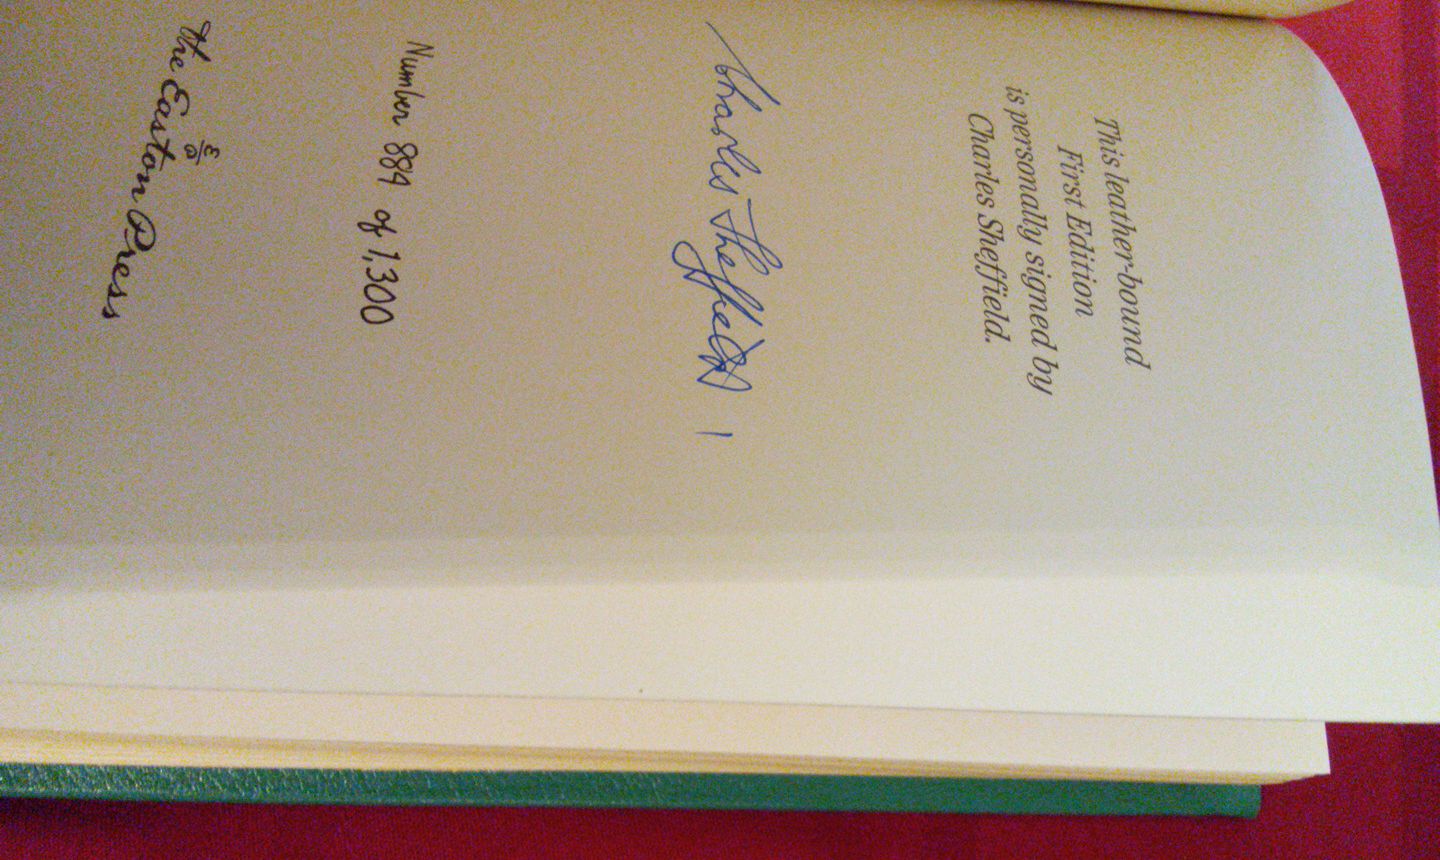 This leather-bound
First Edition
is personally signed by
Charles Sheffield.
Charles Sheffield
Number 889 of 1,300
The Easton Press